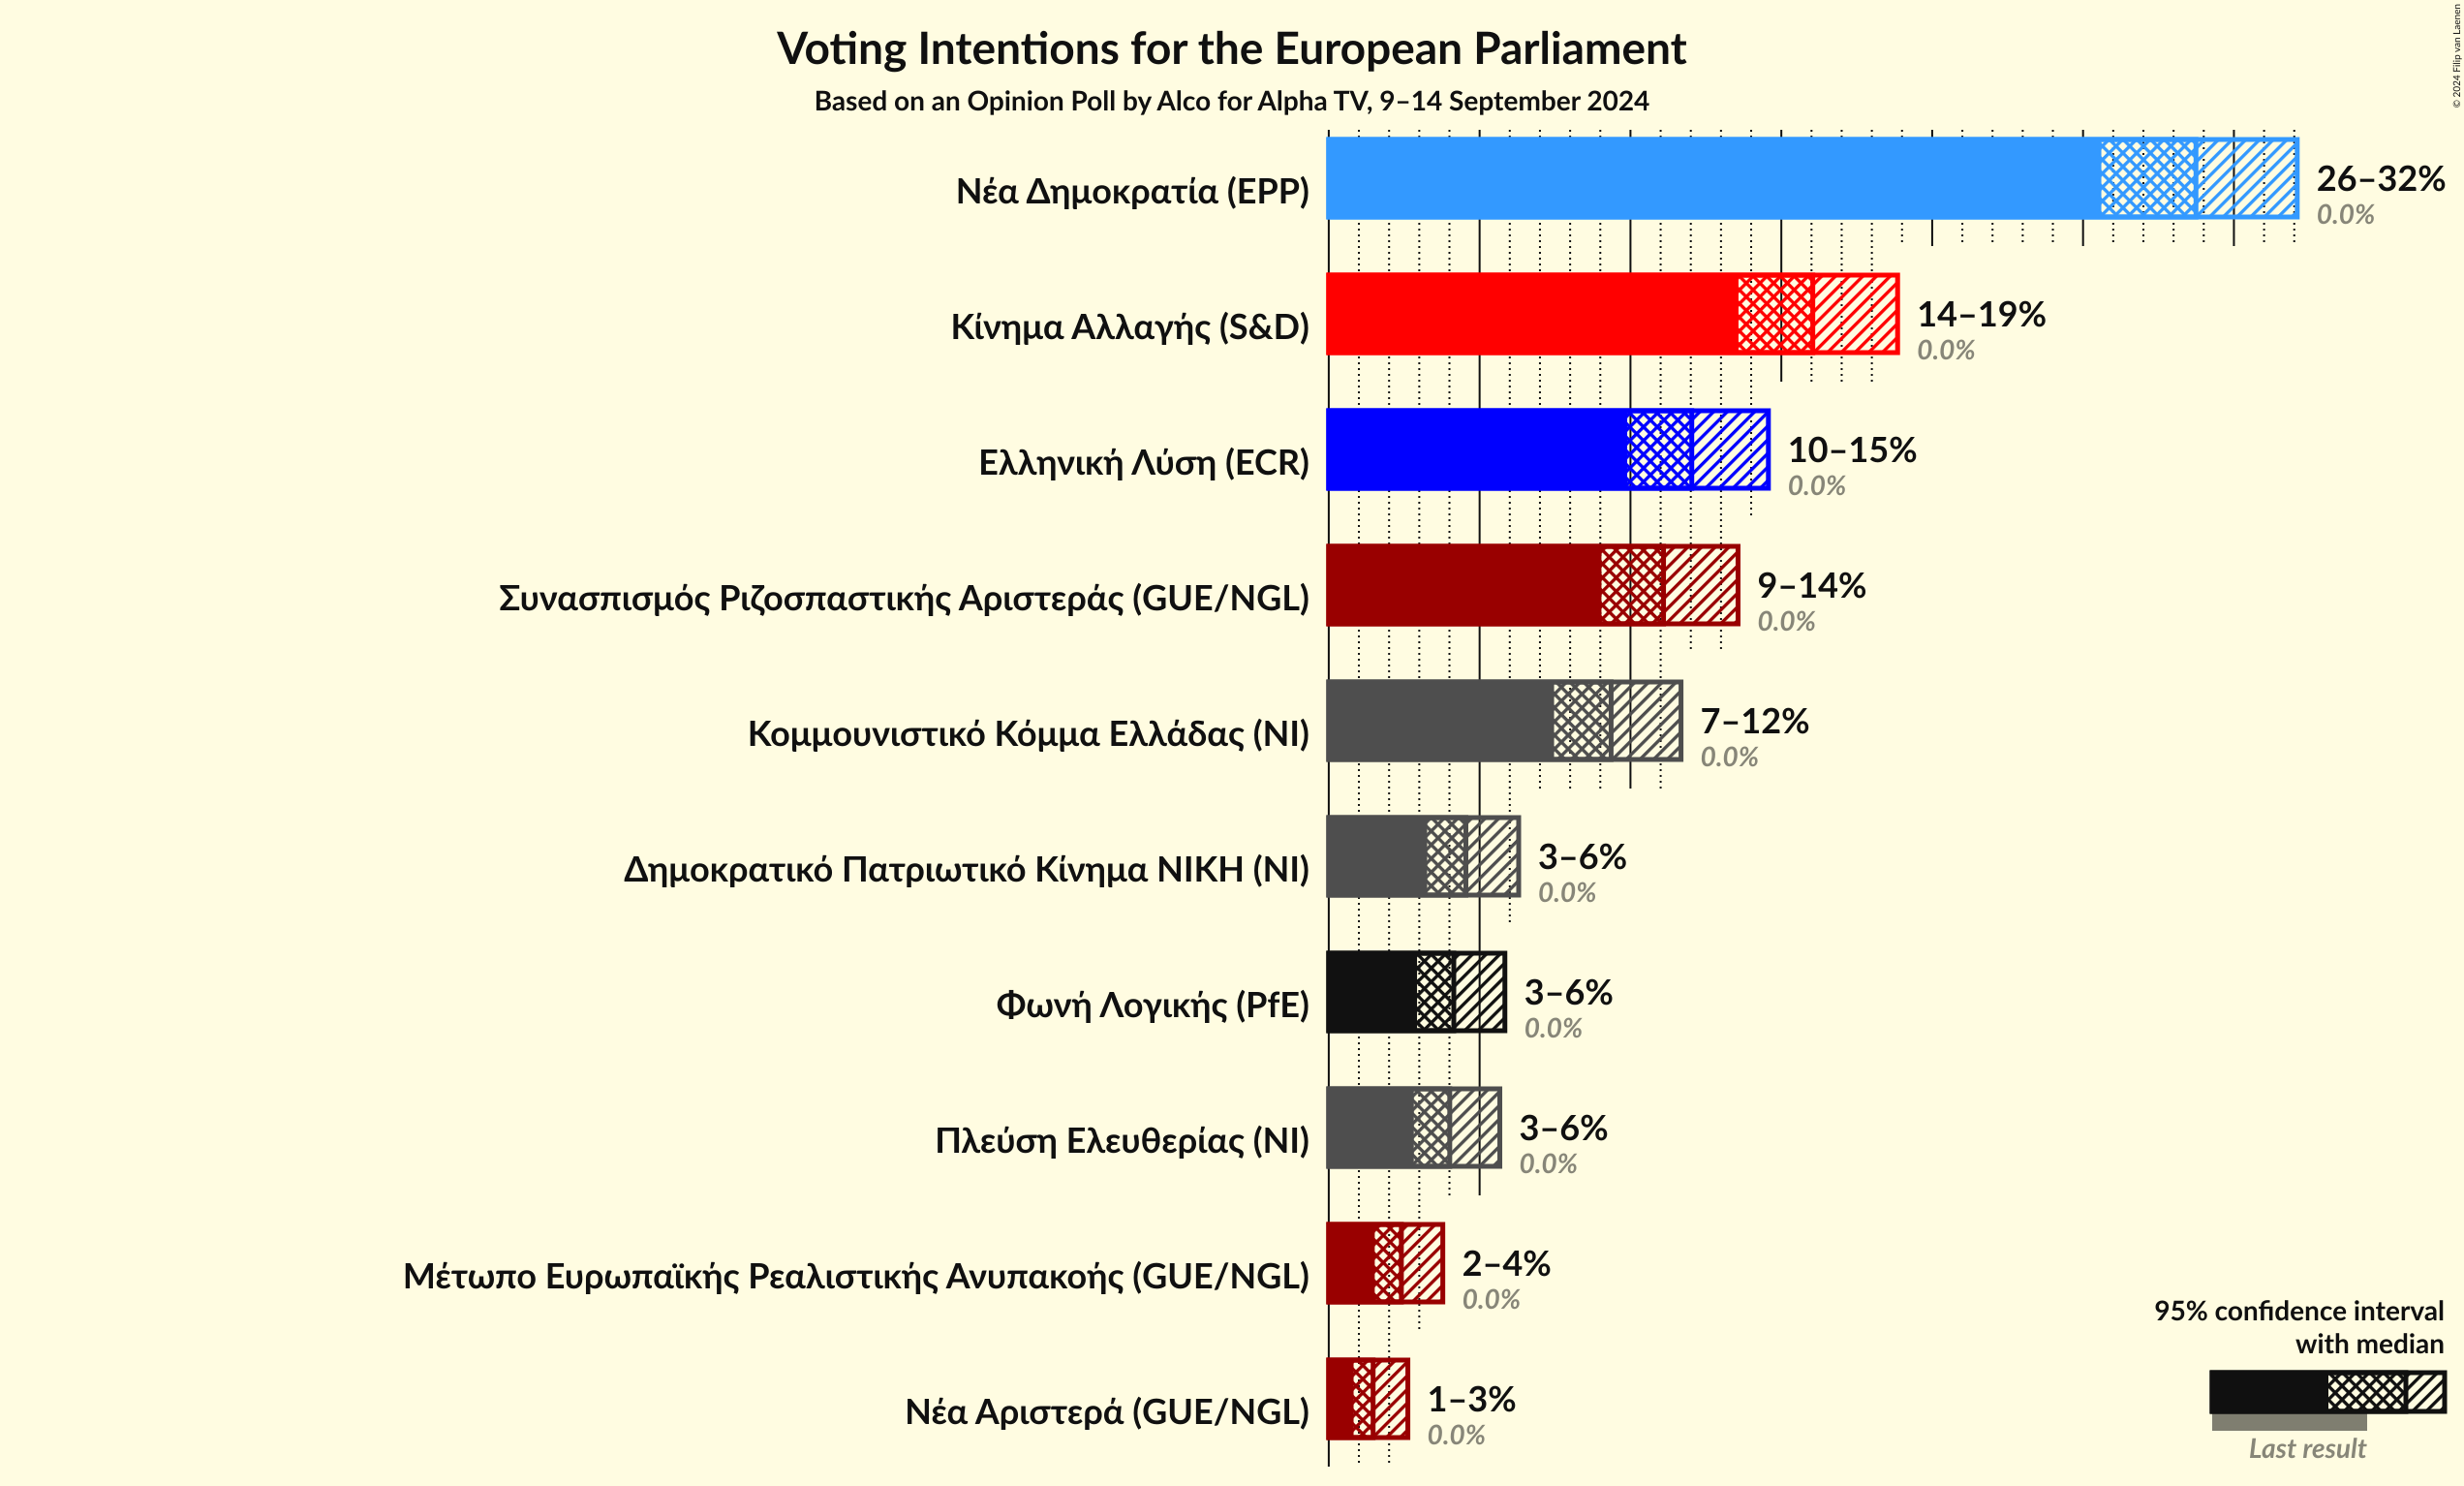 Voting Intentions for the European Parliament
Based on an Opinion Poll by Alco for Alpha TV, 9–14 September 2024
© 2024 Filip van Laenen
Νέα Δημοκρατία (EPP)
26–32%
0.0%
Κίνημα Αλλαγής (S&D)
14–19%
0.0%
Ελληνική Λύση (ECR)
10–15%
0.0%
Συνασπισμός Ριζοσπαστικής Αριστεράς (GUE/NGL)
9–14%
0.0%
Κομμουνιστικό Κόμμα Ελλάδας (NI)
7–12%
0.0%
Δημοκρατικό Πατριωτικό Κίνημα ΝΙΚΗ (NI)
3–6%
0.0%
Φωνή Λογικής (PfE)
3–6%
0.0%
Πλεύση Ελευθερίας (NI)
3–6%
0.0%
Μέτωπο Ευρωπαϊκής Ρεαλιστικής Ανυπακοής (GUE/NGL)
2–4%
0.0%
Νέα Αριστερά (GUE/NGL)
1–3%
0.0%
95% confidence interval
with median
Last result